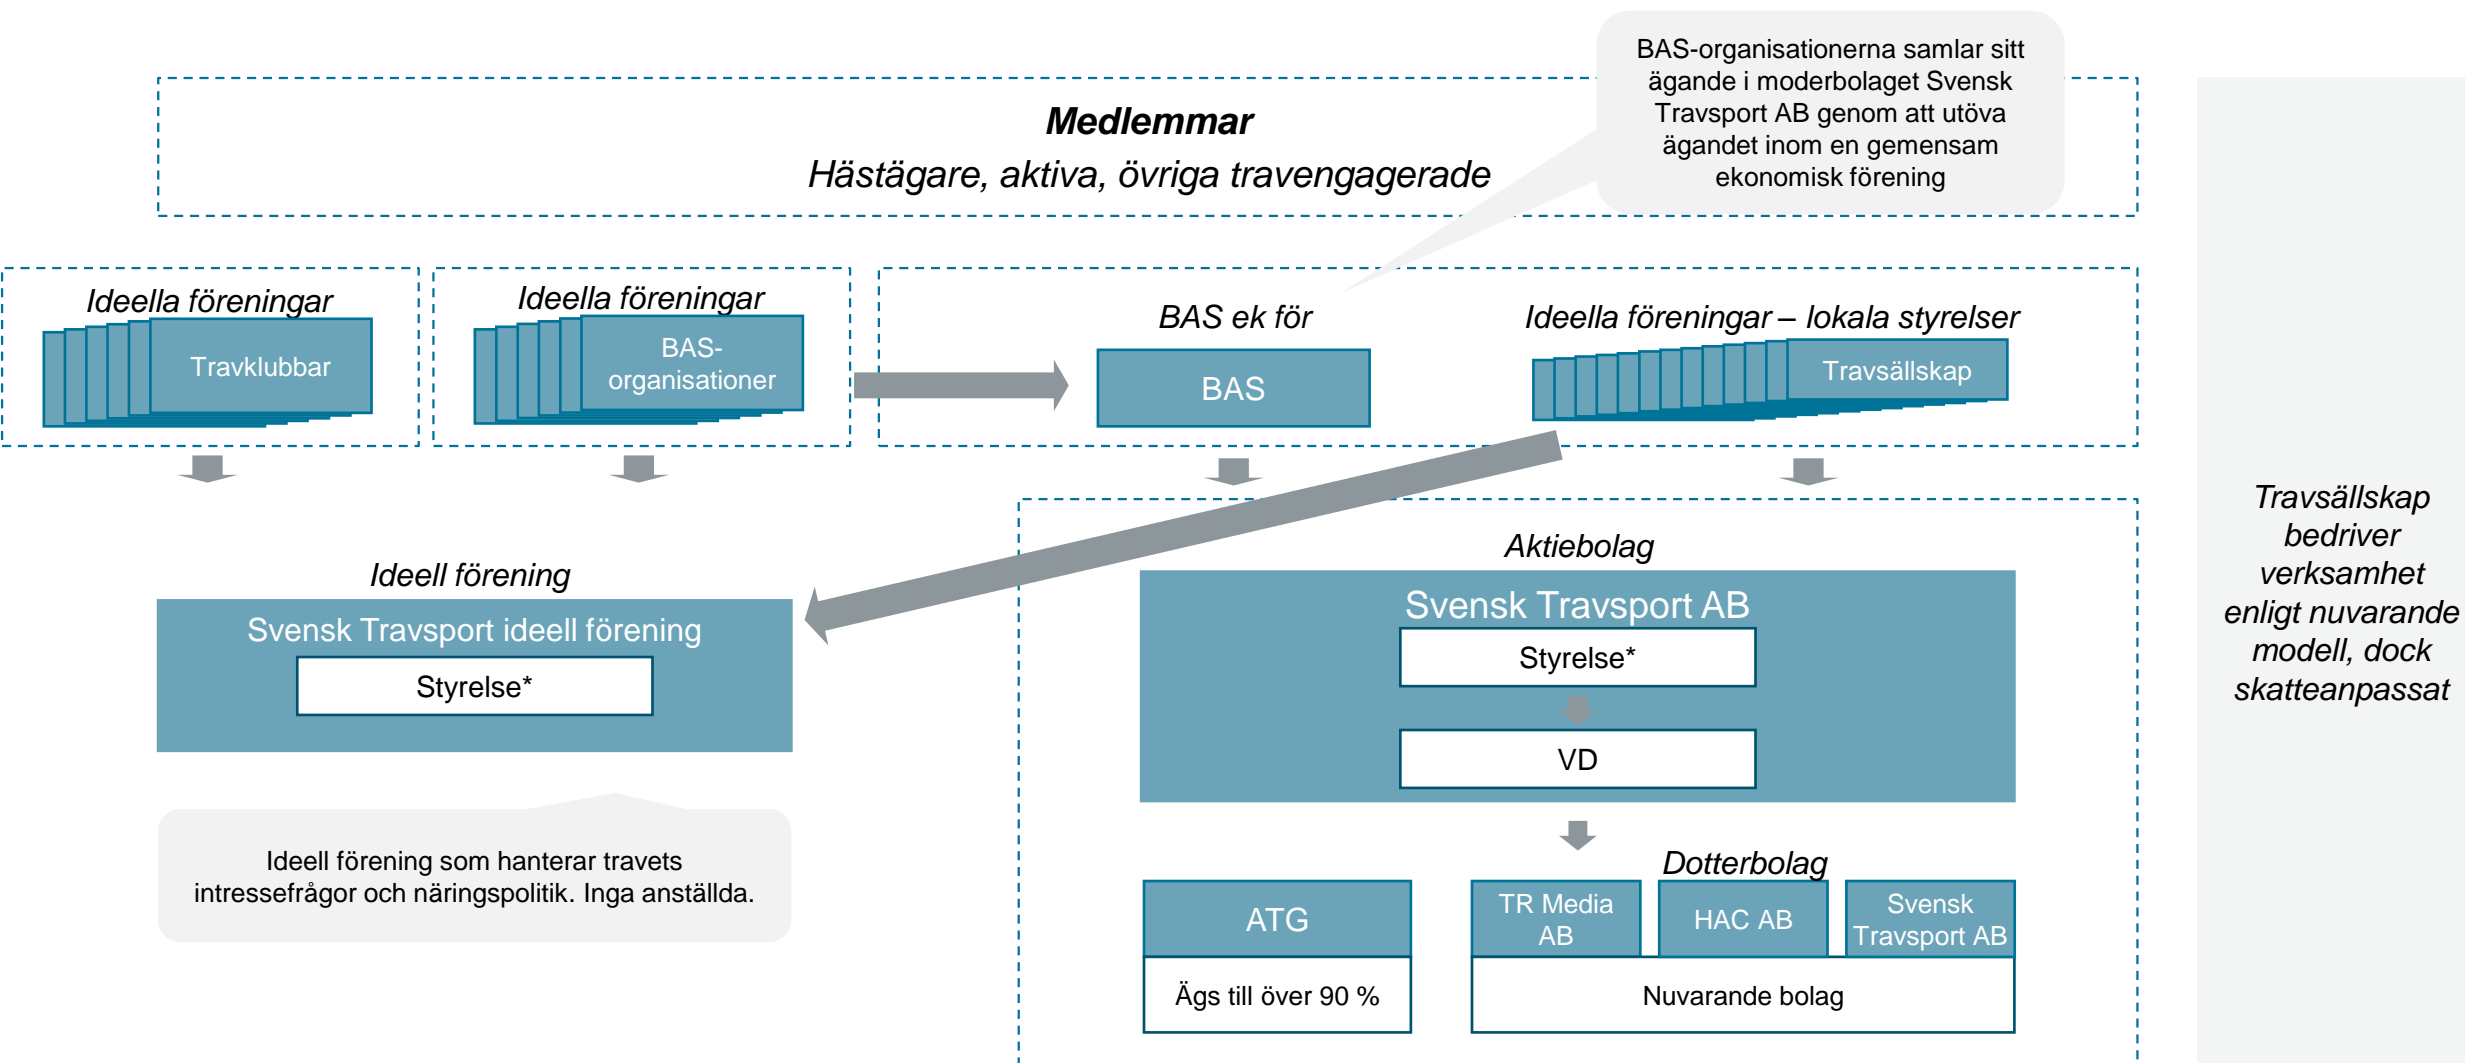 BAS-organisationerna samlar sitt
ägande i moderbolaget Svensk
Travsport AB genom att utöva
ägandet inom en gemensam
ekonomisk förening
Medlemmar
Hästägare, aktiva, övriga travengagerade
Ideella föreningar
Travklubbar
Ideella föreningar
BAS-
organisationer
BAS ek för
BAS
Ideella föreningar – lokala styrelser
Travsällskap
Ideell förening
Svensk Travsport ideell förening
Styrelse*
Ideell förening som hanterar travets
intressefrågor och näringspolitik. Inga anställda.
Aktiebolag
Svensk Travsport AB
Styrelse*
VD
Dotterbolag
ATG
Ägs till över 90 %
TR Media
AB
HAC AB
Svensk
Travsport AB
Nuvarande bolag
Travsällskap
bedriver
verksamhet
enligt nuvarande
modell, dock
skatteanpassat